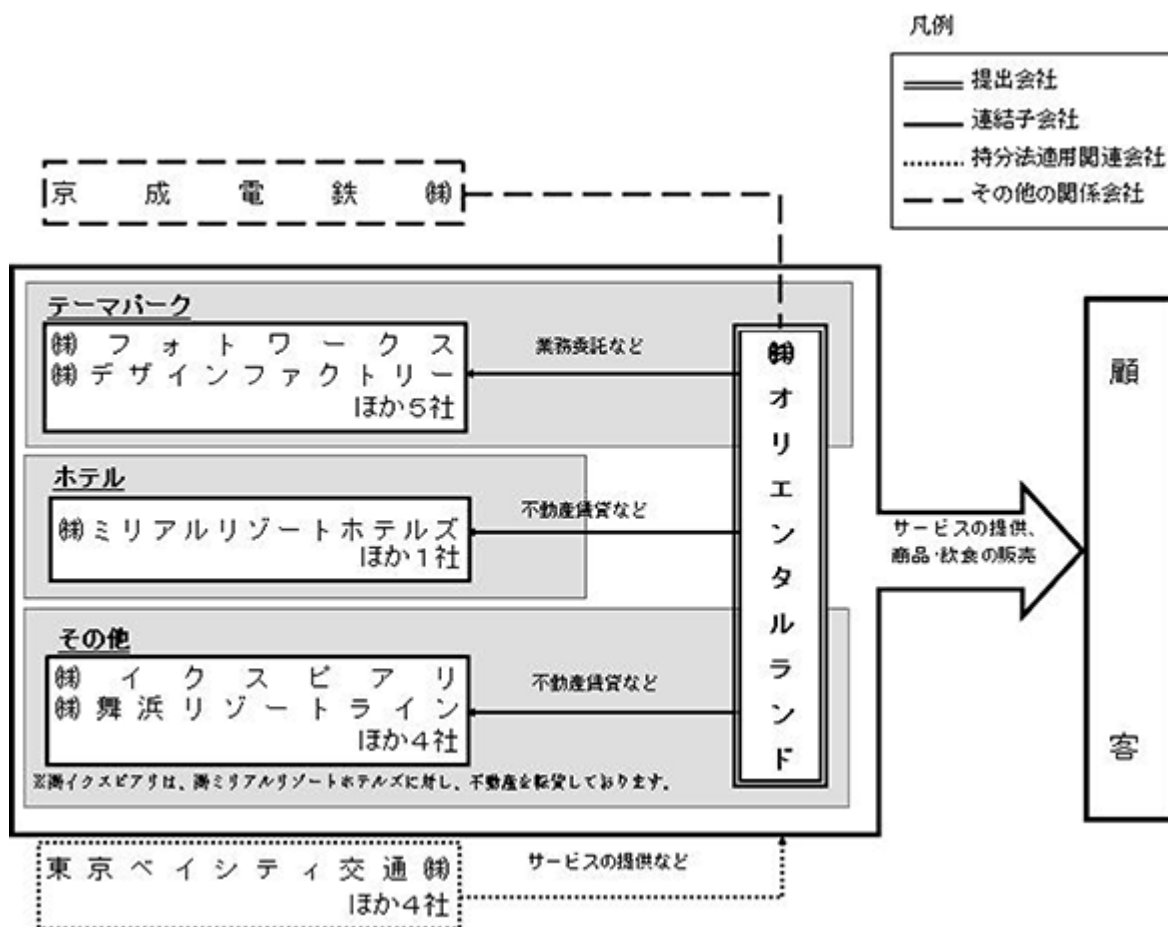 凡例
提出会社
連結子会社
持分法適用関連会社
その他の関係会社
京成電鉄㈱
テーマパーク
㈱フォトワークス
㈱デザインファクトリー
ほか5社
業務委託など
ホテル
㈱ミリアルリゾートホテルズ
ほか1社
不動産賃貸など
その他
㈱イクスピアリ
㈱舞浜リゾートライン
ほか4社
不動産賃貸など
※㈱イクスピアリは、㈱ミリアルリゾートホテルズに対し、不動産を転貸しております。
㈱オリエンタルランド
サービスの提供、
商品・飲食の販売
顧客
東京ベイシティ交通㈱
ほか4社
サービスの提供など